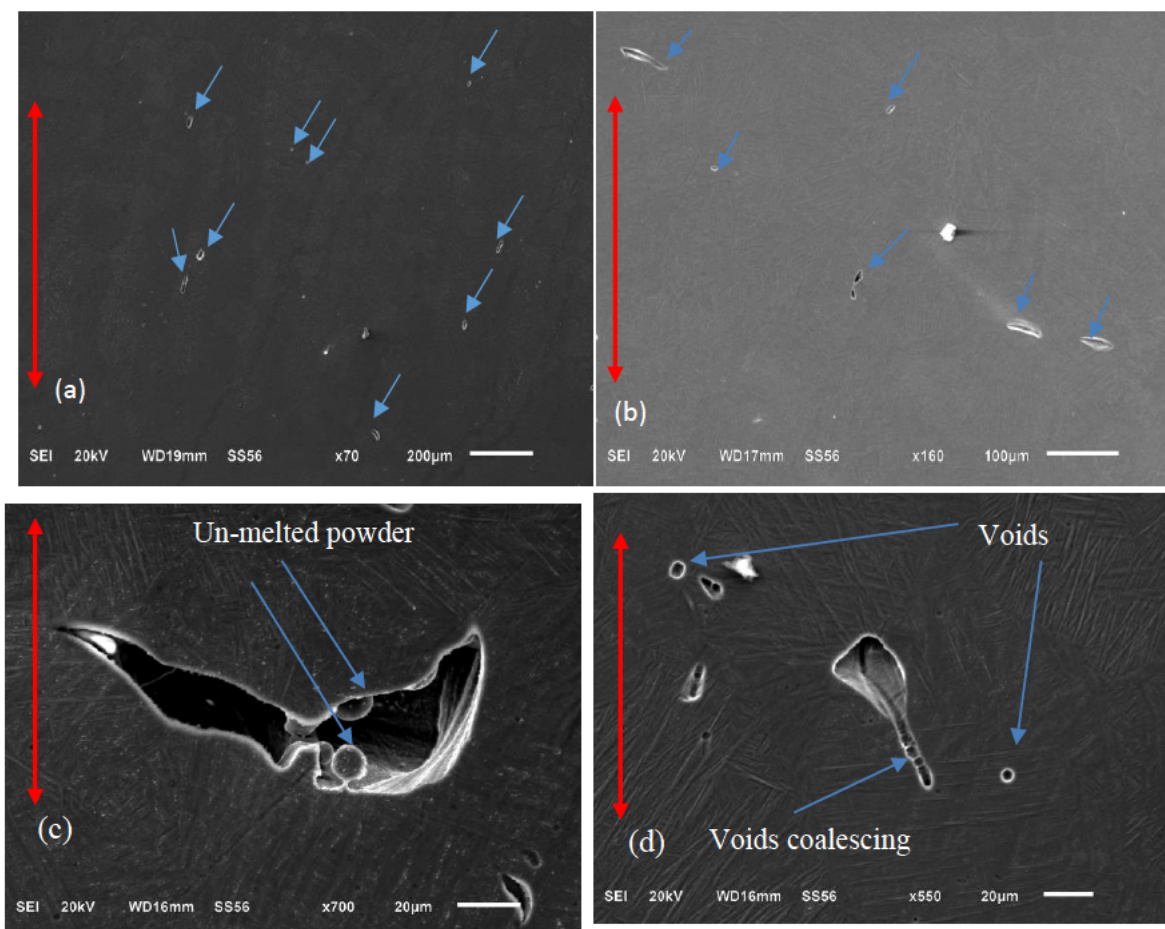 (a)
SEI 20kV WD19mm SS56 x70 200µm
(b)
SEI 20kV WD17mm SS56 x160 100µm
Un-melted powder
(c)
SEI 20kV WD16mm SS56 x700 20µm
Voids
Voids coalescing
(d)
SEI 20kV WD16mm SS56 x550 20µm